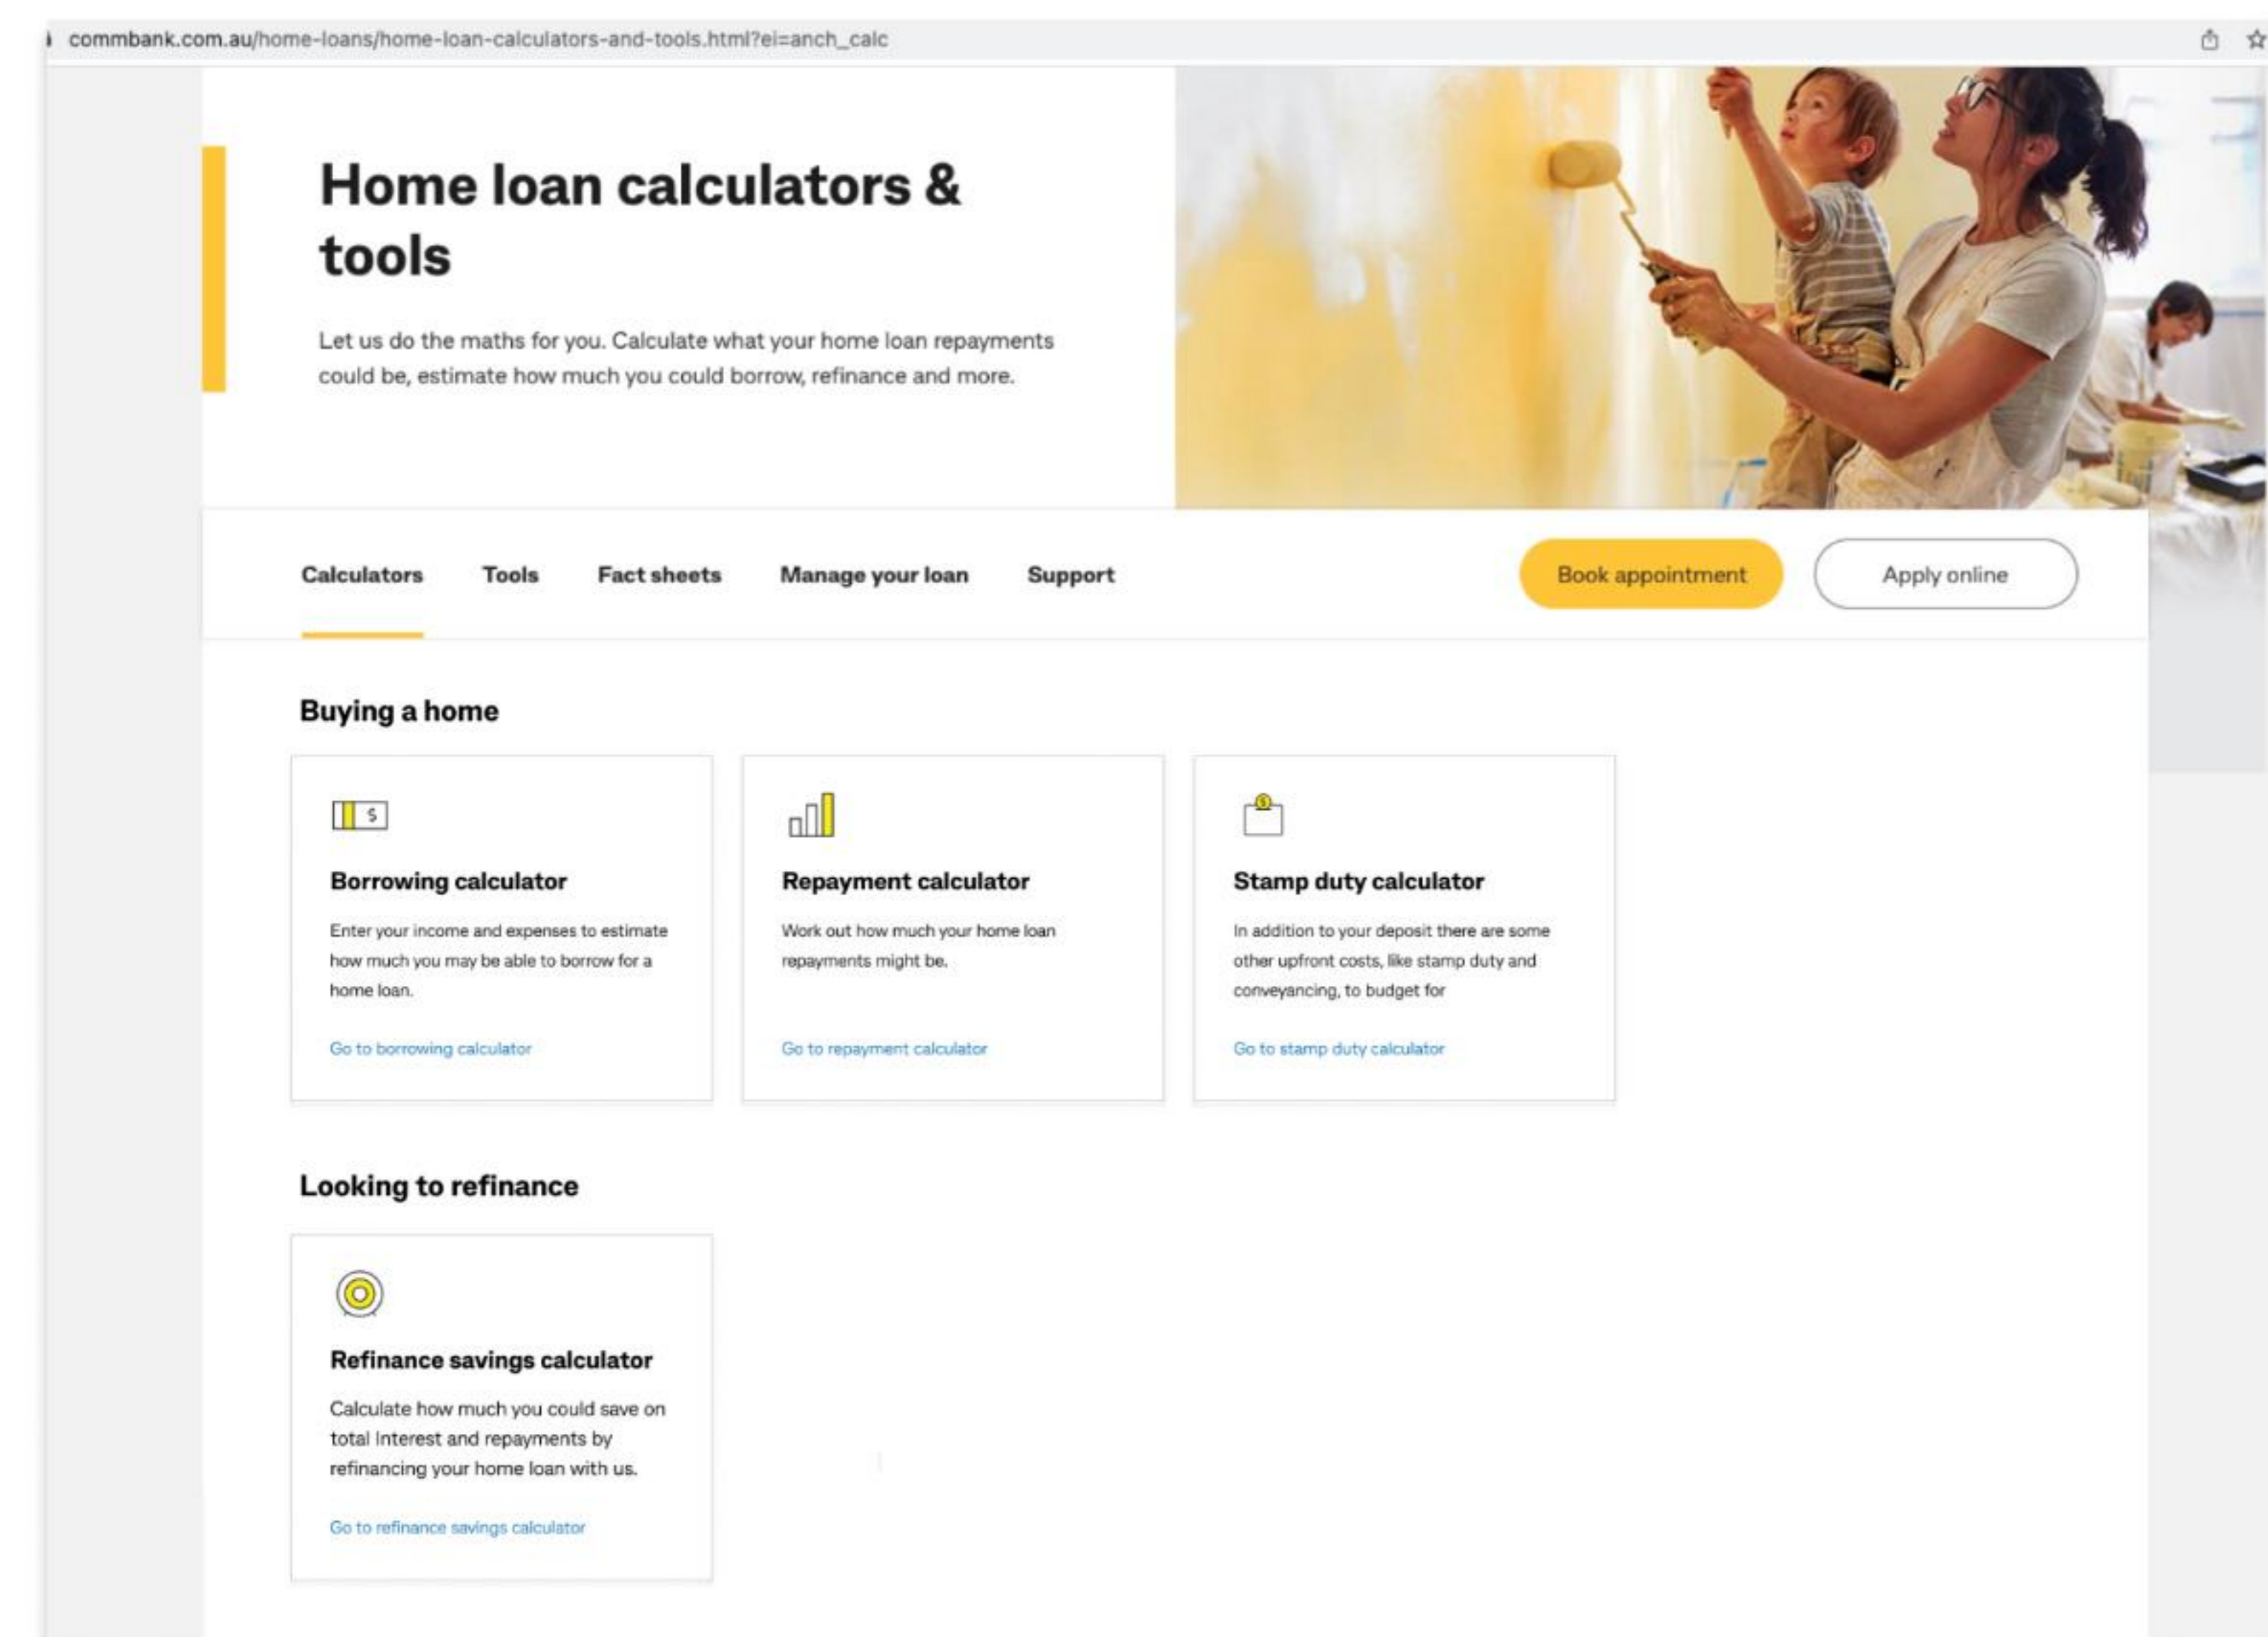 commbank.com.au/home-loans/home-loan-calculators-and-tools.html?ei=anch_calc
Home loan calculators &
tools
Let us do the maths for you. Calculate what your home loan repayments
could be, estimate how much you could borrow, refinance and more.
Calculators Tools Fact sheets Manage your loan Support Book appointment Apply online
Buying a home
$
$
Borrowing calculator
Enter your income and expenses to estimate
how much you may be able to borrow for a
home loan.
Go to borrowing calculator
Repayment calculator
Work out how much your home loan
repayments might be.
Go to repayment calculator
Stamp duty calculator
In addition to your deposit there are some
other upfront costs, like stamp duty and
conveyancing, to budget for
Go to stamp duty calculator
Looking to refinance
Refinance savings calculator
Calculate how much you could save on
total Interest and repayments by
refinancing your home loan with us.
Go to refinance savings calculator